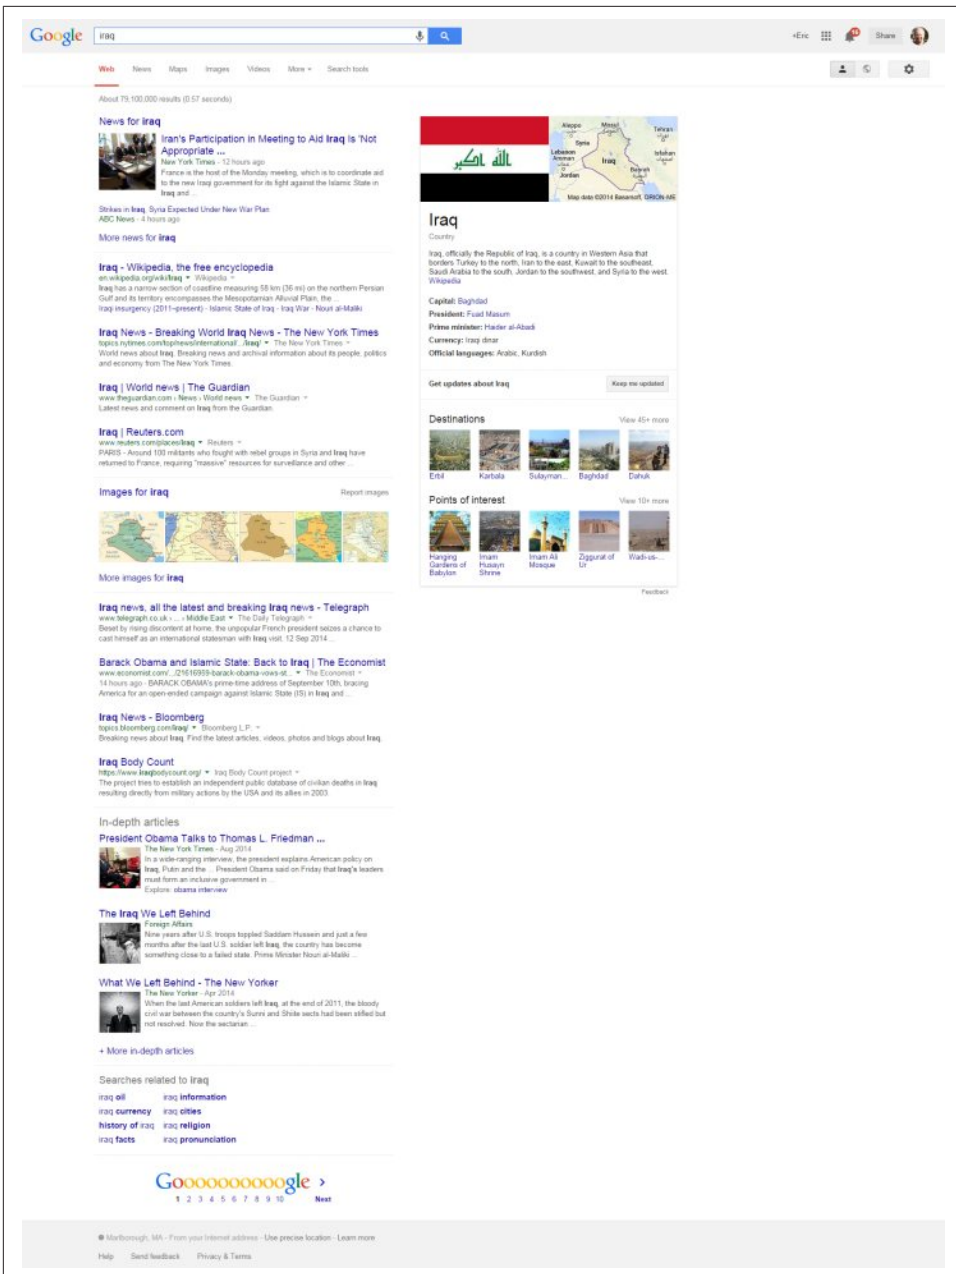 Google
iraq
+Eric
Share
Web News Maps Images Videos More Search tools
About 79,100,000 results (0.57 seconds)
News for iraq
Iran's Participation in Meeting to Aid Iraq Is 'Not
Appropriate ...
New York Times - 12 hours ago
France is the host of the Monday meeting, which is to coordinate aid
to the new Iraqi government for its fight against the Islamic State in
Iraq and ...
Strikes in Iraq, Syria Expected Under New War Plan
ABC News - 4 hours ago
More news for iraq
Iraq - Wikipedia, the free encyclopedia
en.wikipedia.org/wiki/Iraq Wikipedia
Iraq has a narrow section of coastline measuring 58 km (36 mi) on the northern Persian
Gulf and its territory encompasses the Mesopotamian Alluvial Plain, the ...
Iraqi insurgency (2011–present) - Islamic State of Iraq - Iraq War - Nouri al-Maliki
Iraq News - Breaking World Iraq News - The New York Times
topics.nytimes.com/top/news/international/.../iraq/ The New York Times
World news about Iraq. Breaking news and archival information about its people, politics
and economy from The New York Times.
Iraq | World news | The Guardian
www.theguardian.com › News › World news The Guardian
Latest news and comment on Iraq from the Guardian.
Iraq | Reuters.com
www.reuters.com/places/iraq Reuters
PARIS - Around 100 militants who fought with rebel groups in Syria and Iraq have
returned to France, requiring "massive" resources for surveillance and other ...
Images for iraq
Report images
More images for iraq
Iraq news, all the latest and breaking Iraq news - Telegraph
www.telegraph.co.uk › ... › Middle East The Daily Telegraph
Beset by rising discontent at home, the unpopular French president seizes a chance to
cast himself as an international statesman with Iraq visit. 12 Sep 2014 ...
Barack Obama and Islamic State: Back to Iraq | The Economist
www.economist.com/.../21616959-barack-obama-vows-st... The Economist
14 hours ago - BARACK OBAMA's prime-time address of September 10th, bracing
America for an open-ended campaign against Islamic State (IS) in Iraq and ...
Iraq News - Bloomberg
topics.bloomberg.com/iraq/ Bloomberg L.P.
Breaking news about Iraq. Find the latest articles, videos, photos and blogs about Iraq.
Iraq Body Count
https://www.iraqbodycount.org/ Iraq Body Count project
The project tries to establish an independent public database of civilian deaths in Iraq
resulting directly from military actions by the USA and its allies in 2003.
In-depth articles
President Obama Talks to Thomas L. Friedman ...
The New York Times - Aug 2014
In a wide-ranging interview, the president explains American policy on
Iraq, Putin and the ... President Obama said on Friday that Iraq's leaders
must form an inclusive government in ...
Explore: obama interview
The Iraq We Left Behind
Foreign Affairs
Nine years after U.S. troops toppled Saddam Hussein and just a few
months after the last U.S. soldier left Iraq, the country has become
something close to a failed state. Prime Minister Nouri al-Maliki ...
What We Left Behind - The New Yorker
The New Yorker - Apr 2014
When the last American soldiers left Iraq, at the end of 2011, the bloody
civil war between the country's Sunni and Shiite sects had been stifled but
not resolved. Now the sectarian ...
+ More in-depth articles
Searches related to iraq
iraq oil iraq information
iraq currency iraq cities
history of iraq iraq religion
iraq facts iraq pronunciation
الله اكبر
Aleppo Mosul Tehran
Syria
Lebanon Isfahan
Amman Iraq
Basrah
Jordan
Map data ©2014 Basarsoft, ORION-ME
Iraq
Country
Iraq, officially the Republic of Iraq, is a country in Western Asia that
borders Turkey to the north, Iran to the east, Kuwait to the southeast,
Saudi Arabia to the south, Jordan to the southwest, and Syria to the west.
Wikipedia
Capital: Baghdad
President: Fuad Masum
Prime minister: Haider al-Abadi
Currency: Iraqi dinar
Official languages: Arabic, Kurdish
Get updates about Iraq Keep me updated
Destinations View 45+ more
Erbil Karbala Sulayman... Baghdad Dahuk
Points of interest View 10+ more
Hanging Imam Imam Ali Ziggurat of Wadi-us-...
Gardens of Husayn Mosque Ur
Babylon Shrine
Feedback
Goooooooooogle
1 2 3 4 5 6 7 8 9 10 Next
Marlborough, MA - From your Internet address - Use precise location - Learn more
Help Send feedback Privacy & Terms